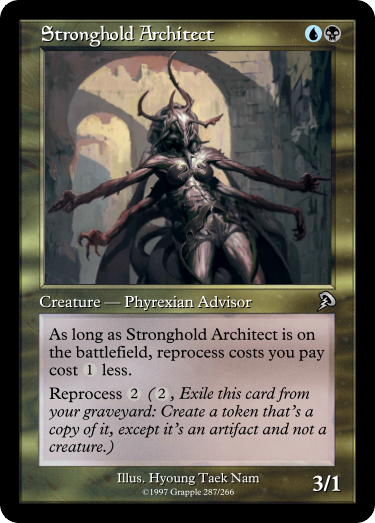 Stronghold Architect
Creature — Phyrexian Advisor
As long as Stronghold Architect is on
the battlefield, reprocess costs you pay
cost 1 less.
Reprocess 2 (2, Exile this card from
your graveyard: Create a token that's a
copy of it, except it's an artifact and not a
creature.)
Illus. Hyoung Taek Nam
©1997 Grapple 287/266
3/1